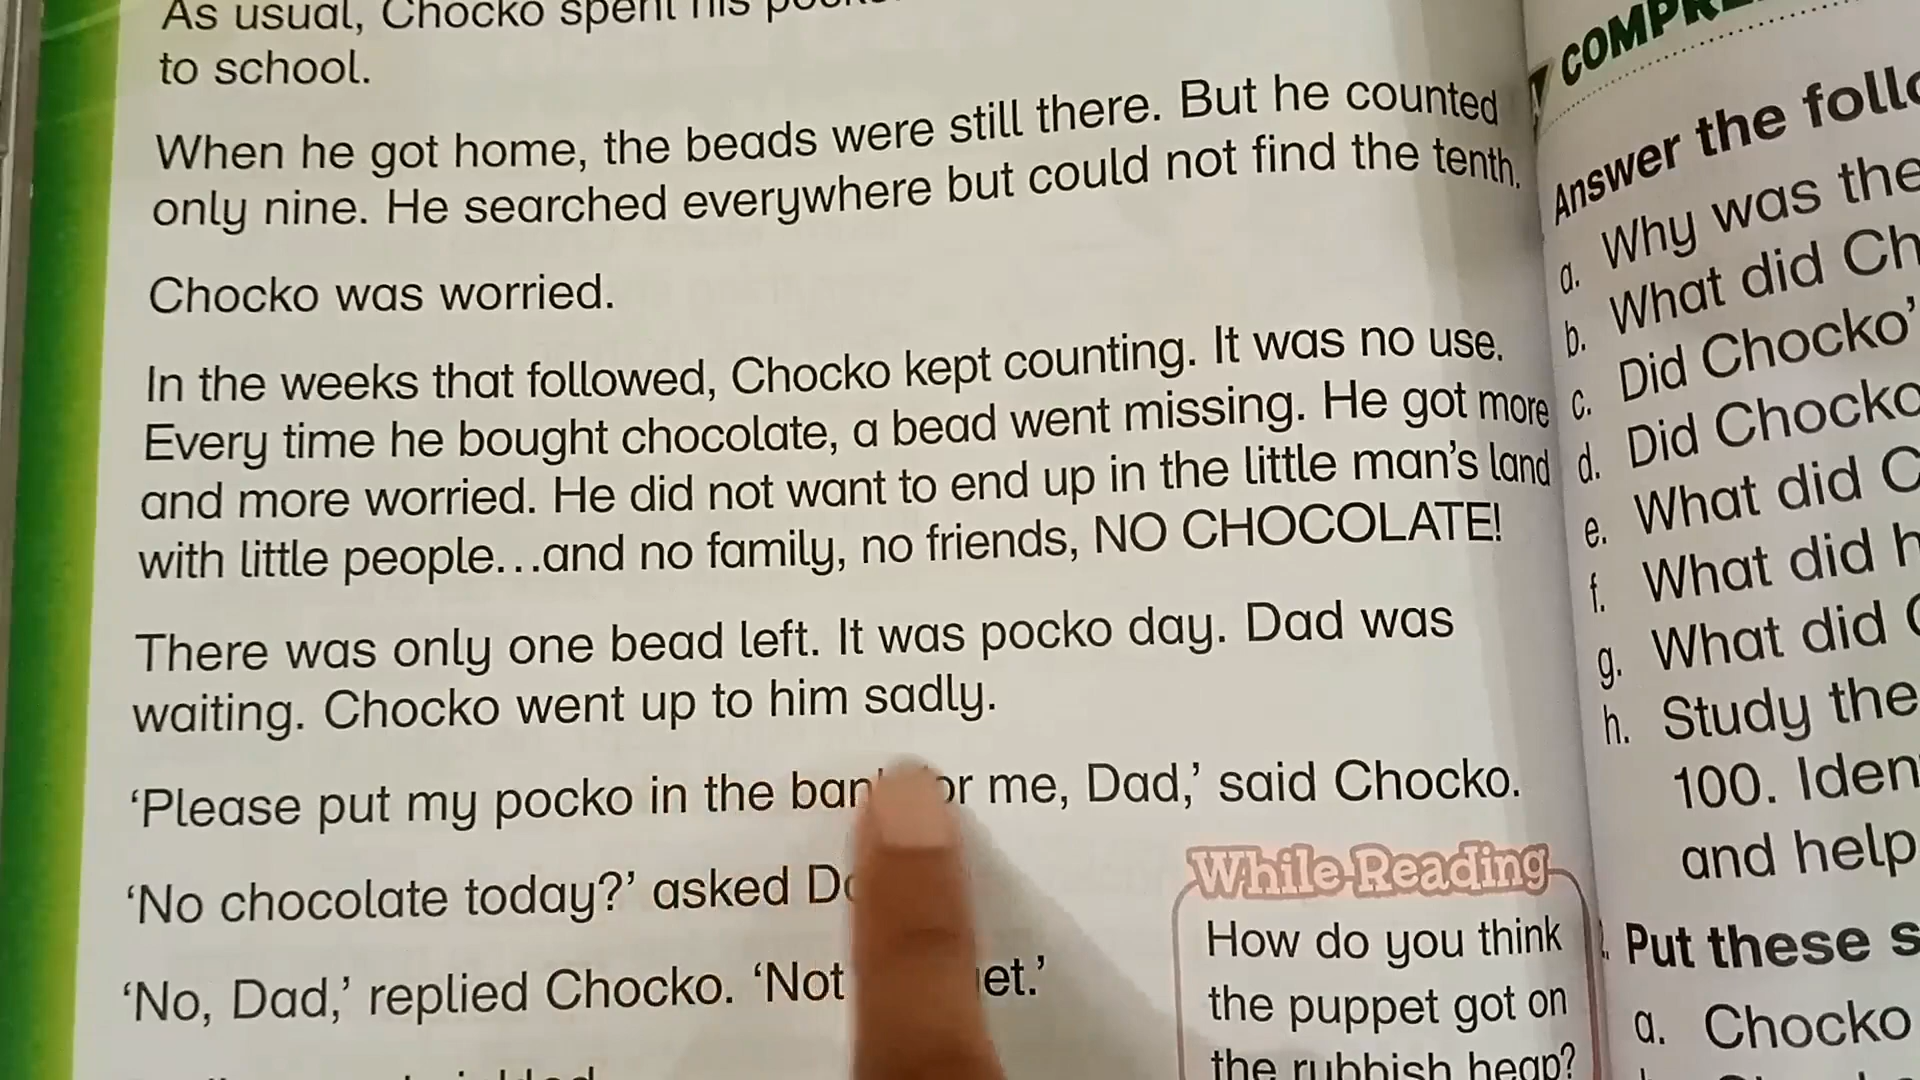 As usual, Chocko spent his
to school.
When he got home, the beads were still there. But he counted
only nine. He searched everywhere but could not find the tenth.
Chocko was worried.
In the weeks that followed, Chocko kept counting. It was no use.
Every time he bought chocolate, a bead went missing. He got more
and more worried. He did not want to end up in the little man's land
with little people...and no family, no friends, NO CHOCOLATE!
There was only one bead left. It was pocko day. Dad was
waiting. Chocko went up to him sadly.
‘Please put my pocko in the me, Dad,’ said Chocko.
‘No chocolate today?’ asked
‘No, Dad,’ replied Chocko. ‘Not
While-Reading
How do you think
the puppet got on
the rubbish heap?
Answer the
a. Why was the
b. What did
c. Did
d. Did Chocko
e. What did
f. What did
g. What did
h. Study the
100.
and help
Put these
a. Chocko